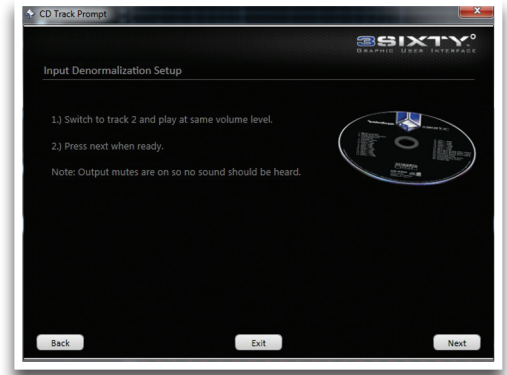 CD Track Prompt
3SIXTY.°
GRAPHIC USER INTERFACE
Input Denormalization Setup
1.) Switch to track 2 and play at same volume level.
2.) Press next when ready.
Note: Output mutes are on so no sound should be heard.
Back
Exit
Next